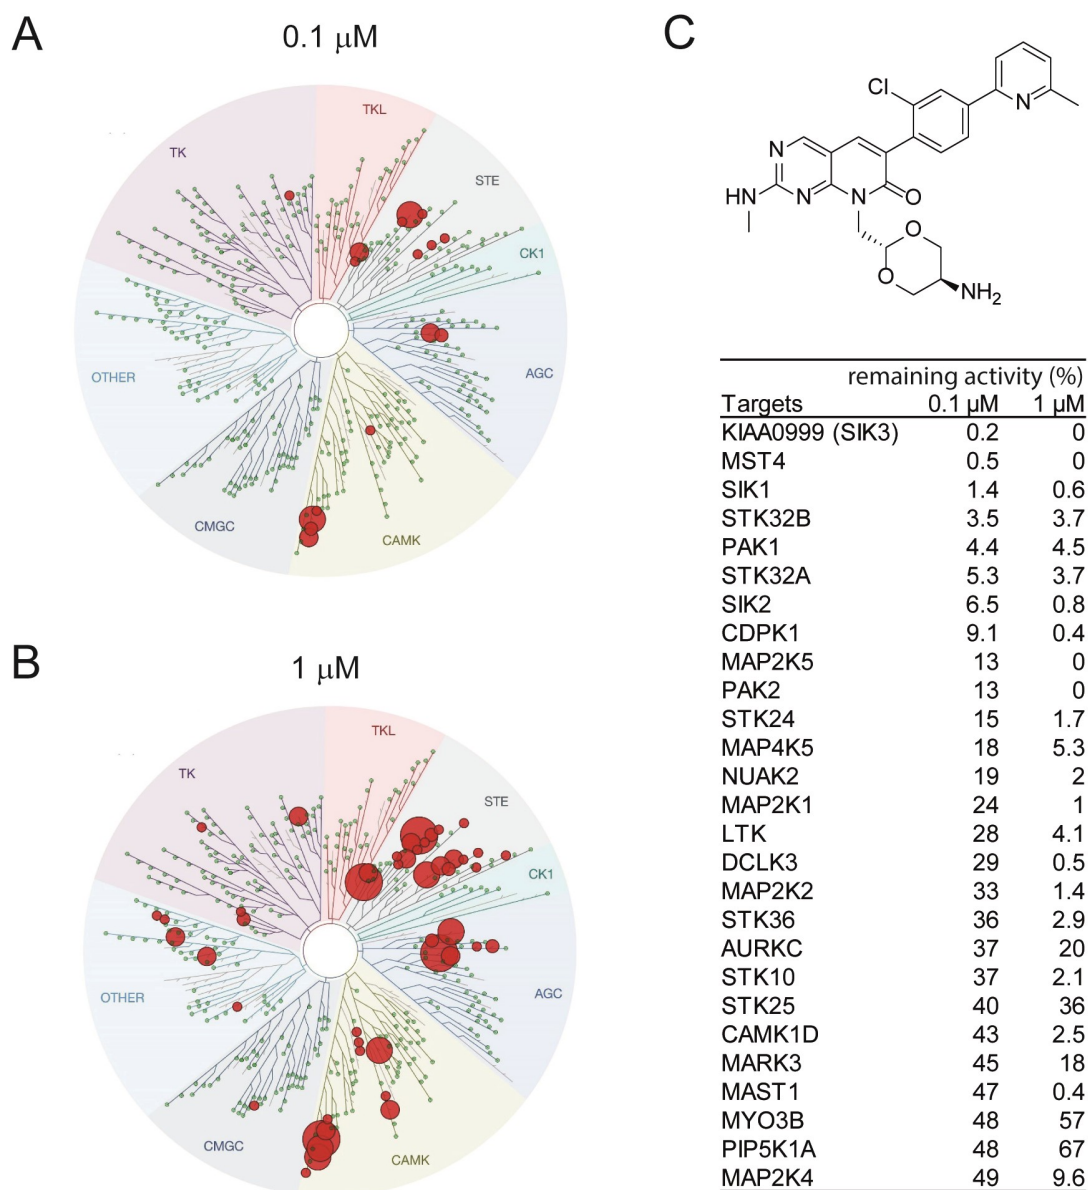 A
0.1 µM
TKL
TK
STE
CK1
AGC
OTHER
CMGC
CAMK
B
1 µM
TKL
TK
STE
CK1
AGC
OTHER
CMGC
CAMK
C
Cl
N
N
HN
N
N
O
O
O
NH2
remaining activity (%)
Targets 0.1 µM 1 µM
KIAA0999 (SIK3) 0.2 0
MST4 0.5 0
SIK1 1.4 0.6
STK32B 3.5 3.7
PAK1 4.4 4.5
STK32A 5.3 3.7
SIK2 6.5 0.8
CDPK1 9.1 0.4
MAP2K5 13 0
PAK2 13 0
STK24 15 1.7
MAP4K5 18 5.3
NUAK2 19 2
MAP2K1 24 1
LTK 28 4.1
DCLK3 29 0.5
MAP2K2 33 1.4
STK36 36 2.9
AURKC 37 20
STK10 37 2.1
STK25 40 36
CAMK1D 43 2.5
MARK3 45 18
MAST1 47 0.4
MYO3B 48 57
PIP5K1A 48 67
MAP2K4 49 9.6